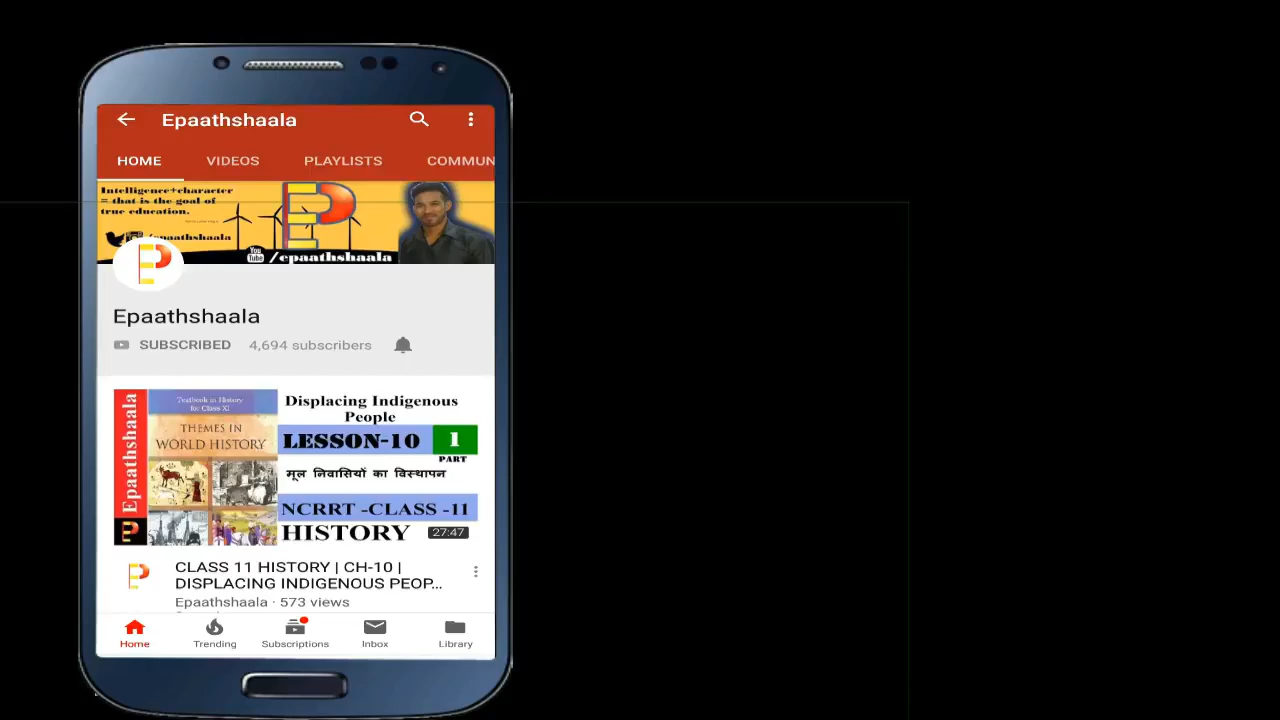 Epaathshaala
HOME VIDEOS PLAYLISTS COMMUN
Intelligence+character
= that is the goal of
true education.
/epaathshaala
You
Tube /epaathshaala
Epaathshaala
SUBSCRIBED 4,694 subscribers
Epaathshaala
Textbook in History
for Class XI
THEMES IN
WORLD HISTORY
Displacing Indigenous
People
LESSON-10 1
PART
मूल निवासियों का विस्थापन
NCRRT -CLASS -11
HISTORY 27:47
CLASS 11 HISTORY | CH-10 |
DISPLACING INDIGENOUS PEOP...
Epaathshaala · 573 views
Home Trending Subscriptions Inbox Library